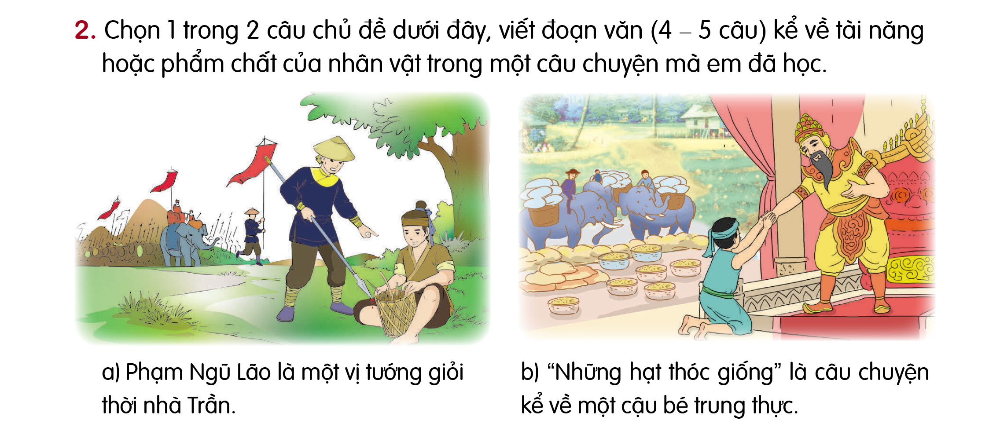 2. Chọn 1 trong 2 câu chủ đề dưới đây, viết đoạn văn (4 – 5 câu) kể về tài năng
hoặc phẩm chất của nhân vật trong một câu chuyện mà em đã học.
a) Phạm Ngũ Lão là một vị tướng giỏi
thời nhà Trần.
b) “Những hạt thóc giống” là câu chuyện
kể về một cậu bé trung thực.